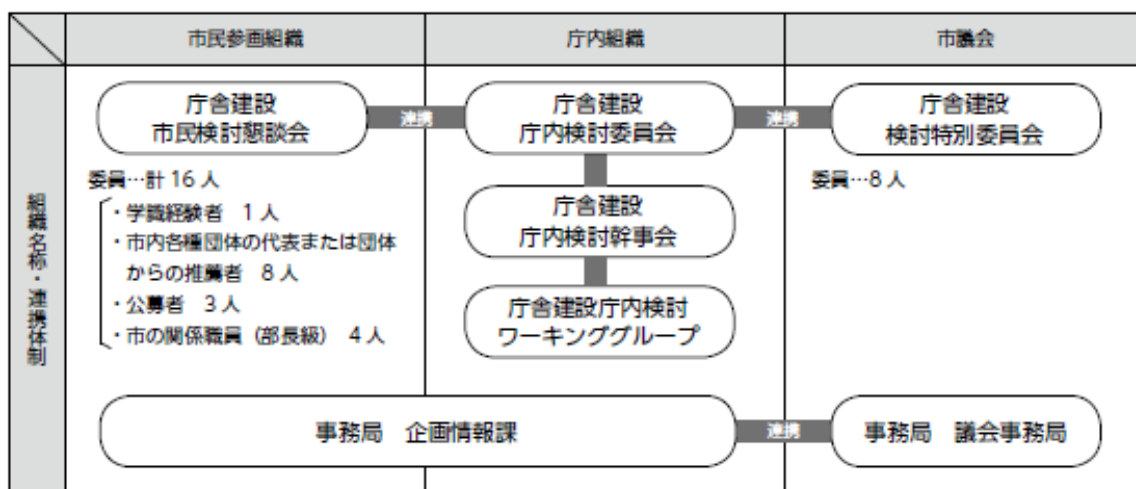 市民参画組織
庁内組織
市議会
組織名称・連携体制
庁舎建設
市民検討懇談会
連携
庁舎建設
庁内検討委員会
連携
庁舎建設
検討特別委員会
委員…計 16 人
・学識経験者 1 人
・市内各種団体の代表または団体
からの推薦者 8 人
・公募者 3 人
・市の関係職員（部長級） 4 人
庁舎建設
庁内検討幹事会
庁舎建設庁内検討
ワーキンググループ
委員…8 人
事務局 企画情報課
連携
事務局 議会事務局